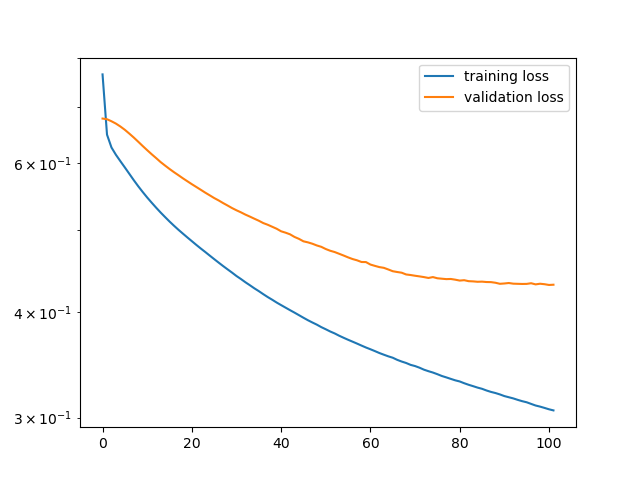 training loss
validation loss
6 × 10⁻¹
4 × 10⁻¹
3 × 10⁻¹
0 20 40 60 80 100